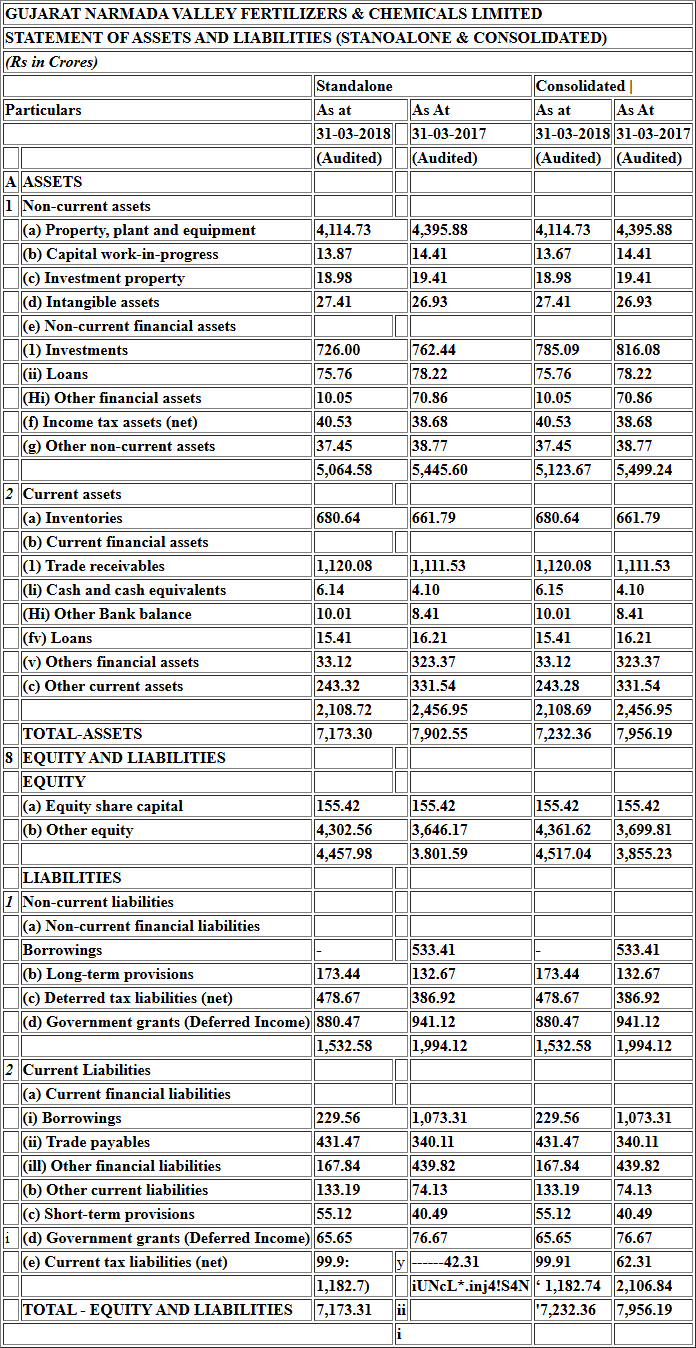 GUJARAT NARMADA VALLEY FERTILIZERS & CHEMICALS LIMITED
STATEMENT OF ASSETS AND LIABILITIES (STANOALONE & CONSOLIDATED)
(Rs in Crores)
Standalone Consolidated |
Particulars As at As At As at As At
31-03-2018 31-03-2017 31-03-2018 31-03-2017
(Audited) (Audited) (Audited) (Audited)
A ASSETS
1 Non-current assets
(a) Property, plant and equipment 4,114.73 4,395.88 4,114.73 4,395.88
(b) Capital work-in-progress 13.87 14.41 13.67 14.41
(c) Investment property 18.98 19.41 18.98 19.41
(d) Intangible assets 27.41 26.93 27.41 26.93
(e) Non-current financial assets
(1) Investments 726.00 762.44 785.09 816.08
(ii) Loans 75.76 78.22 75.76 78.22
(Hi) Other financial assets 10.05 70.86 10.05 70.86
(f) Income tax assets (net) 40.53 38.68 40.53 38.68
(g) Other non-current assets 37.45 38.77 37.45 38.77
5,064.58 5,445.60 5,123.67 5,499.24
2 Current assets
(a) Inventories 680.64 661.79 680.64 661.79
(b) Current financial assets
(1) Trade receivables 1,120.08 1,111.53 1,120.08 1,111.53
(li) Cash and cash equivalents 6.14 4.10 6.15 4.10
(Hi) Other Bank balance 10.01 8.41 10.01 8.41
(fv) Loans 15.41 16.21 15.41 16.21
(v) Others financial assets 33.12 323.37 33.12 323.37
(c) Other current assets 243.32 331.54 243.28 331.54
2,108.72 2,456.95 2,108.69 2,456.95
TOTAL-ASSETS 7,173.30 7,902.55 7,232.36 7,956.19
8 EQUITY AND LIABILITIES
EQUITY
(a) Equity share capital 155.42 155.42 155.42 155.42
(b) Other equity 4,302.56 3,646.17 4,361.62 3,699.81
4,457.98 3.801.59 4,517.04 3,855.23
LIABILITIES
1 Non-current liabilities
(a) Non-current financial liabilities
Borrowings - 533.41 - 533.41
(b) Long-term provisions 173.44 132.67 173.44 132.67
(c) Deterred tax liabilities (net) 478.67 386.92 478.67 386.92
(d) Government grants (Deferred Income) 880.47 941.12 880.47 941.12
1,532.58 1,994.12 1,532.58 1,994.12
2 Current Liabilities
(a) Current financial liabilities
(i) Borrowings 229.56 1,073.31 229.56 1,073.31
(ii) Trade payables 431.47 340.11 431.47 340.11
(ill) Other financial liabilities 167.84 439.82 167.84 439.82
(b) Other current liabilities 133.19 74.13 133.19 74.13
(c) Short-term provisions 55.12 40.49 55.12 40.49
i (d) Government grants (Deferred Income) 65.65 76.67 65.65 76.67
(e) Current tax liabilities (net) 99.9: y ------42.31 99.91 62.31
1,182.7) iUNcL*.inj4!S4N ‘ 1,182.74 2,106.84
TOTAL - EQUITY AND LIABILITIES 7,173.31 ii '7,232.36 7,956.19
i